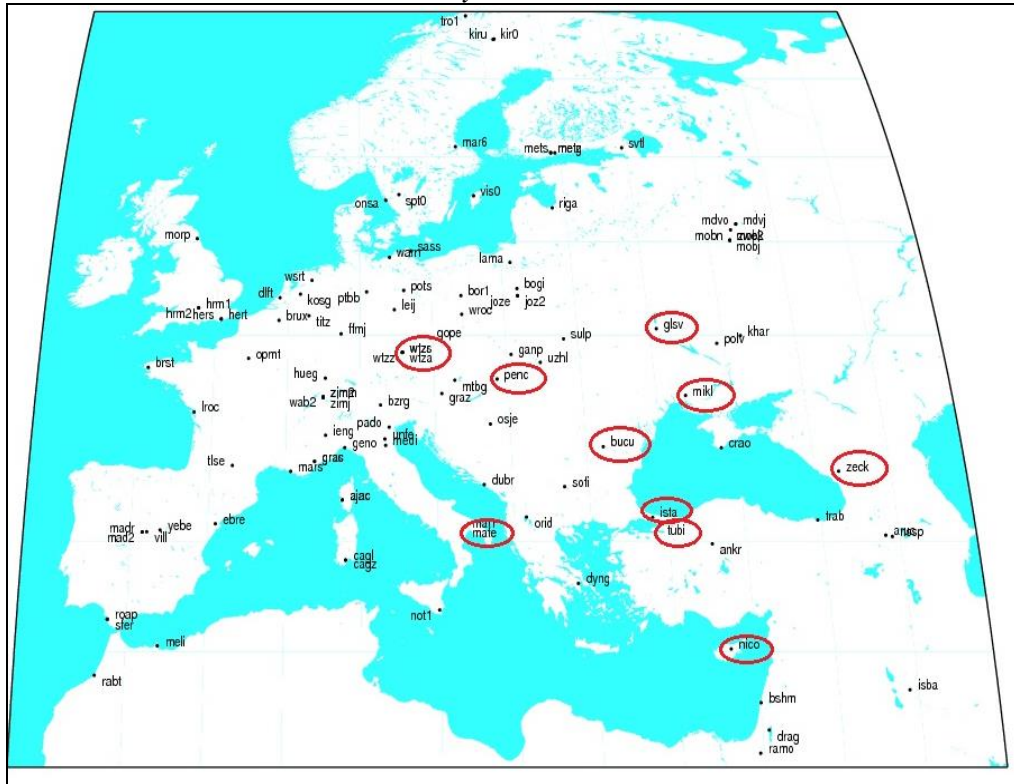 tro1
kiru kir0
mar6
mets metg
svtl
vis0
onsa spt0
riga
morp
mdvo mdvj
mobn
mobj
sass
warn
lama
wsrt
dlft kosg
ptbb pots
bor1
bogi
joze joz2
hrm1
hrm2 hers hert
brux titz
leij
wroc
glsv
khar
poltv
ffmj
gope
sulp
opmt
wtzz wtza
ganp
uzhl
brst
hueg
penc
mtbg
graz
mikl
wab2 zimj
bzrg
lroc
pado
osje
ieng
geno medi
bucu
crao
gras
mars
tlse
zeck
dubr
sofi
ajac
ista
trab
ebre
orid
madr yebe
mad2 vill
mate
tubi
ankr
cagl
cagz
dyng
not1
roap
sfer
meli
nico
rabt
isba
bshm
drag
ramo